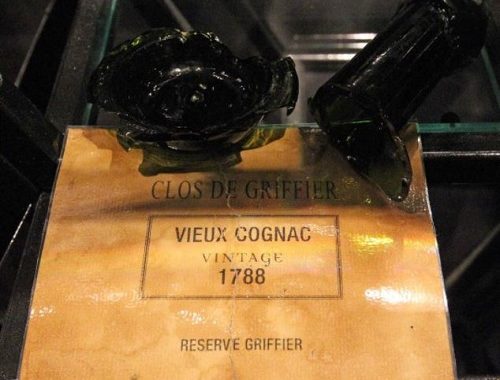 CLOS DE GRIFFIER
VIEUX COGNAC
VINTAGE
1788
RESERVE GRIFFIER